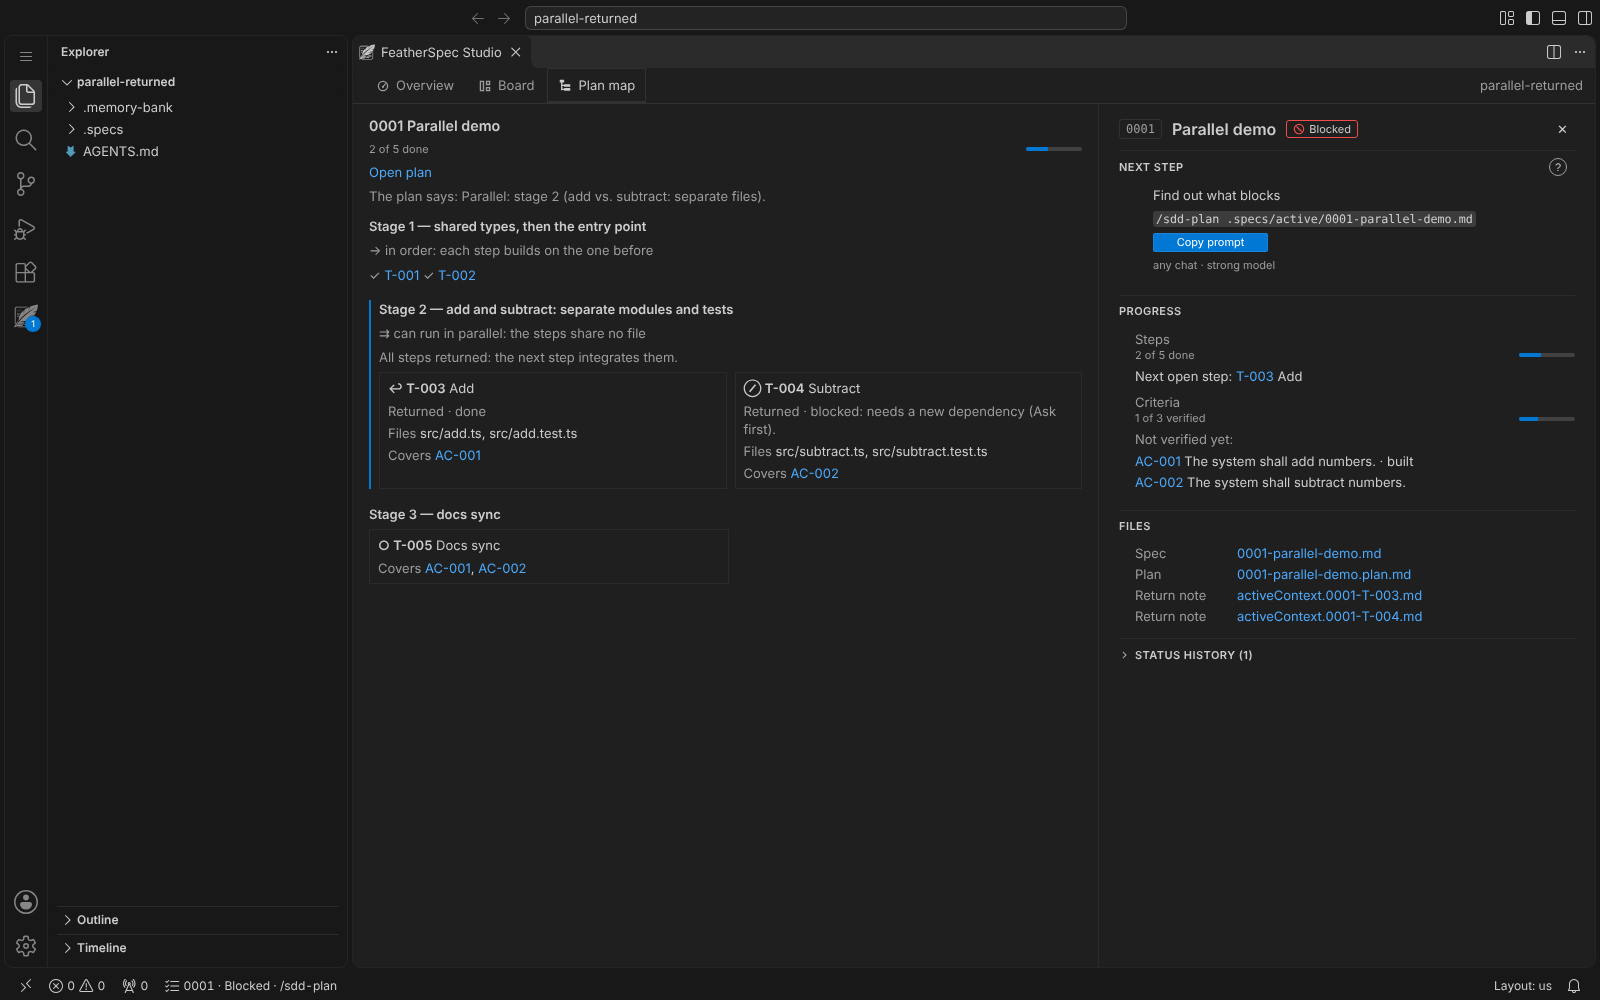 parallel-returned
Explorer
parallel-returned
.memory-bank
.specs
AGENTS.md
Outline
Timeline
1
FeatherSpec Studio
Overview
Board
Plan map
parallel-returned
0001 Parallel demo
2 of 5 done
Open plan
The plan says: Parallel: stage 2 (add vs. subtract: separate files).
Stage 1 — shared types, then the entry point
→ in order: each step builds on the one before
✓ T-001 ✓ T-002
Stage 2 — add and subtract: separate modules and tests
⇉ can run in parallel: the steps share no file
All steps returned: the next step integrates them.
T-003 Add
Returned · done
Files src/add.ts, src/add.test.ts
Covers AC-001
T-004 Subtract
Returned · blocked: needs a new dependency (Ask
first).
Files src/subtract.ts, src/subtract.test.ts
Covers AC-002
Stage 3 — docs sync
T-005 Docs sync
Covers AC-001, AC-002
0001 Parallel demo Blocked
NEXT STEP
?
Find out what blocks
/sdd-plan .specs/active/0001-parallel-demo.md
Copy prompt
any chat · strong model
PROGRESS
Steps
2 of 5 done
Next open step: T-003 Add
Criteria
1 of 3 verified
Not verified yet:
AC-001 The system shall add numbers. · built
AC-002 The system shall subtract numbers.
FILES
Spec 0001-parallel-demo.md
Plan 0001-parallel-demo.plan.md
Return note activeContext.0001-T-003.md
Return note activeContext.0001-T-004.md
STATUS HISTORY (1)
0 0 0 0001 · Blocked · /sdd-plan
Layout: us